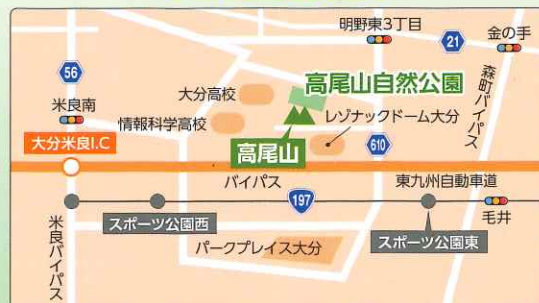 明野東3丁目
21
金の手
56
大分高校
高尾山自然公園
森町バイパス
米良南
情報科学高校
レゾナックドーム大分
大分米良I.C
高尾山
610
バイパス
東九州自動車道
197
毛井
スポーツ公園西
スポーツ公園東
米良バイパス
パークプレイス大分